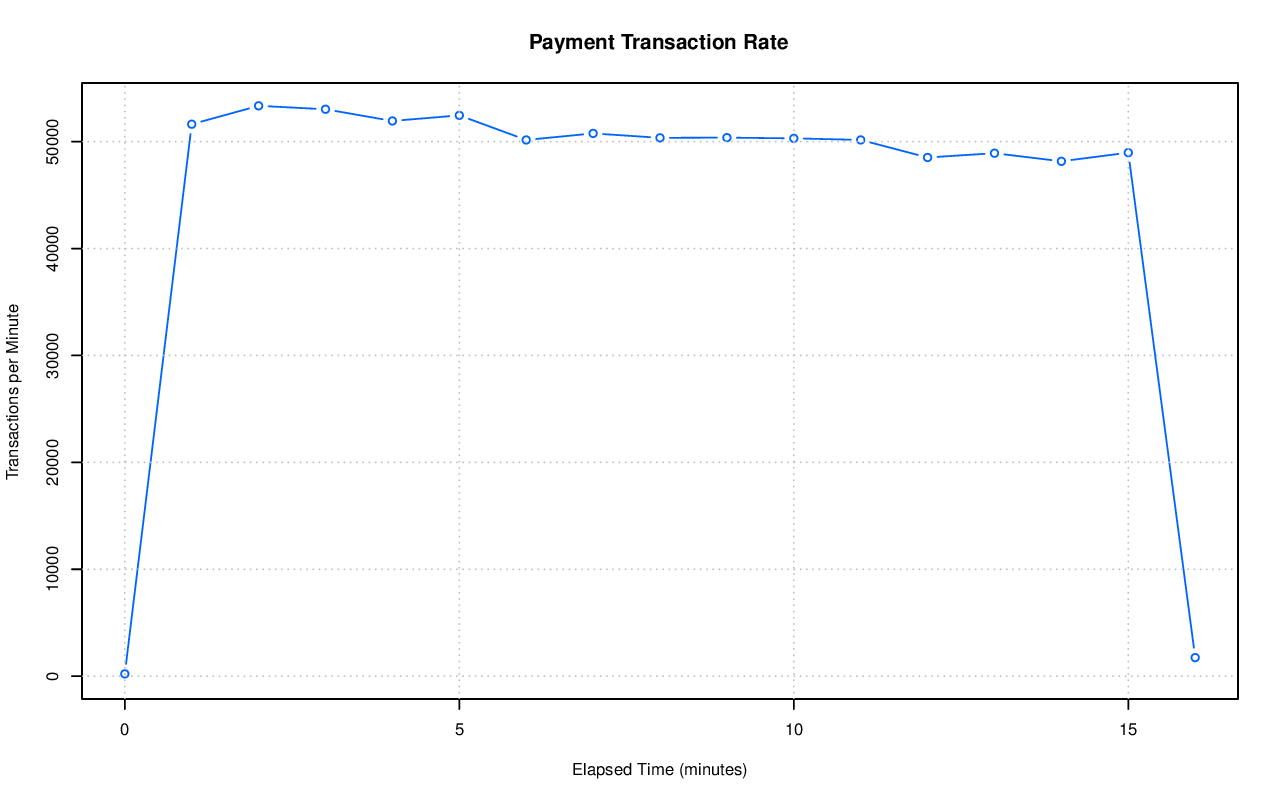 Payment Transaction Rate
Transactions per Minute
50000
40000
30000
20000
10000
0
0 5 10 15
Elapsed Time (minutes)